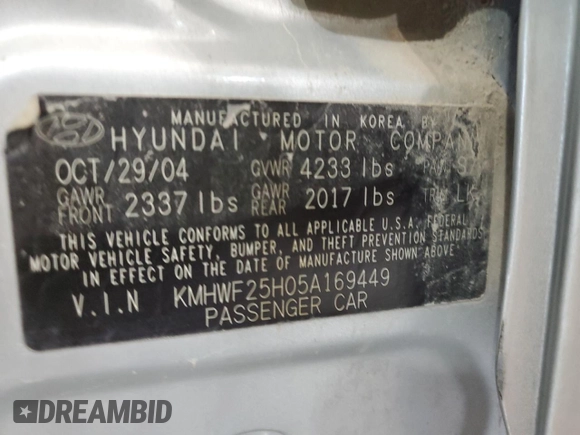 MANUFACTURED IN KOREA BY
HYUNDAI MOTOR COMPANY
OCT/29/04 GVWR 4233 lbs
GAWR FRONT 2337 lbs GAWR REAR 2017 lbs
THIS VEHICLE CONFORMS TO ALL APPLICABLE U.S.A. FEDERAL
MOTOR VEHICLE SAFETY, BUMPER, AND THEFT PREVENTION STANDARDS
IN EFFECT ON THE DATE OF MANUFACTURE SHOWN ABOVE
V.I.N KMHWF25H05A169449
PASSENGER CAR
DREAMBID